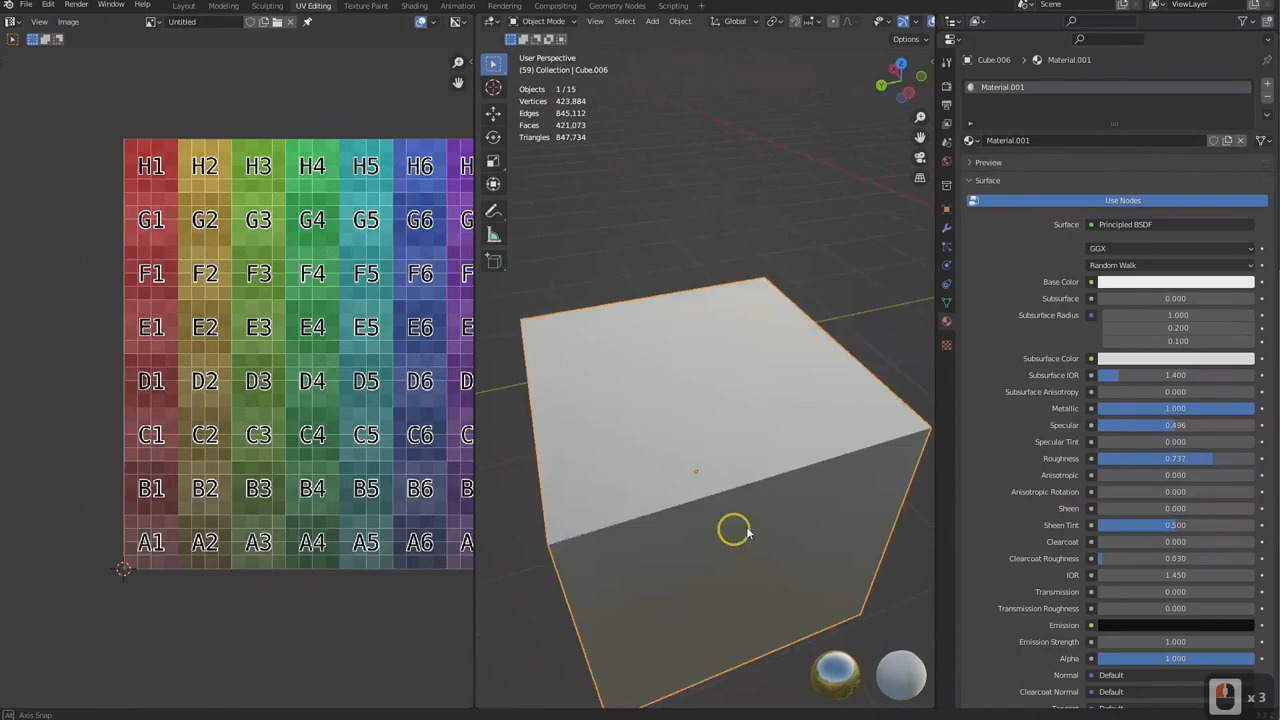 File Edit Render Window Help Layout Modeling Sculpting UV Editing Texture Paint Shading Animation Rendering Compositing Geometry Nodes Scripting Scene ViewLayer
View Image Untitled
Object Mode View Select Add Object Global
Options
User Perspective
(59) Collection | Cube.006
Objects 1 / 15
Vertices 423,884
Edges 845,112
Faces 421,073
Triangles 847,734
H1 H2 H3 H4 H5 H6 H
G1 G2 G3 G4 G5 G6 G
F1 F2 F3 F4 F5 F6 F
E1 E2 E3 E4 E5 E6 E
D1 D2 D3 D4 D5 D6 D
C1 C2 C3 C4 C5 C6 C
B1 B2 B3 B4 B5 B6 B
A1 A2 A3 A4 A5 A6 A
Z
Y
Cube.006 Material.001
Material.001
Material.001
Preview
Surface
Use Nodes
Surface Principled BSDF
GGX
Random Walk
Base Color
Subsurface 0.000
Subsurface Radius 1.000
0.200
0.100
Subsurface Color
Subsurface IOR 1.400
Subsurface Anisotropy 0.000
Metallic 1.000
Specular 0.496
Specular Tint 0.000
Roughness 0.737
Anisotropic 0.000
Anisotropic Rotation 0.000
Sheen 0.000
Sheen Tint 0.500
Clearcoat 0.000
Clearcoat Roughness 0.030
IOR 1.450
Transmission 0.000
Transmission Roughness 0.000
Emission
Emission Strength 1.000
Alpha 1.000
Normal Default
Clearcoat Normal Default
x 3
Alt Axis Snap